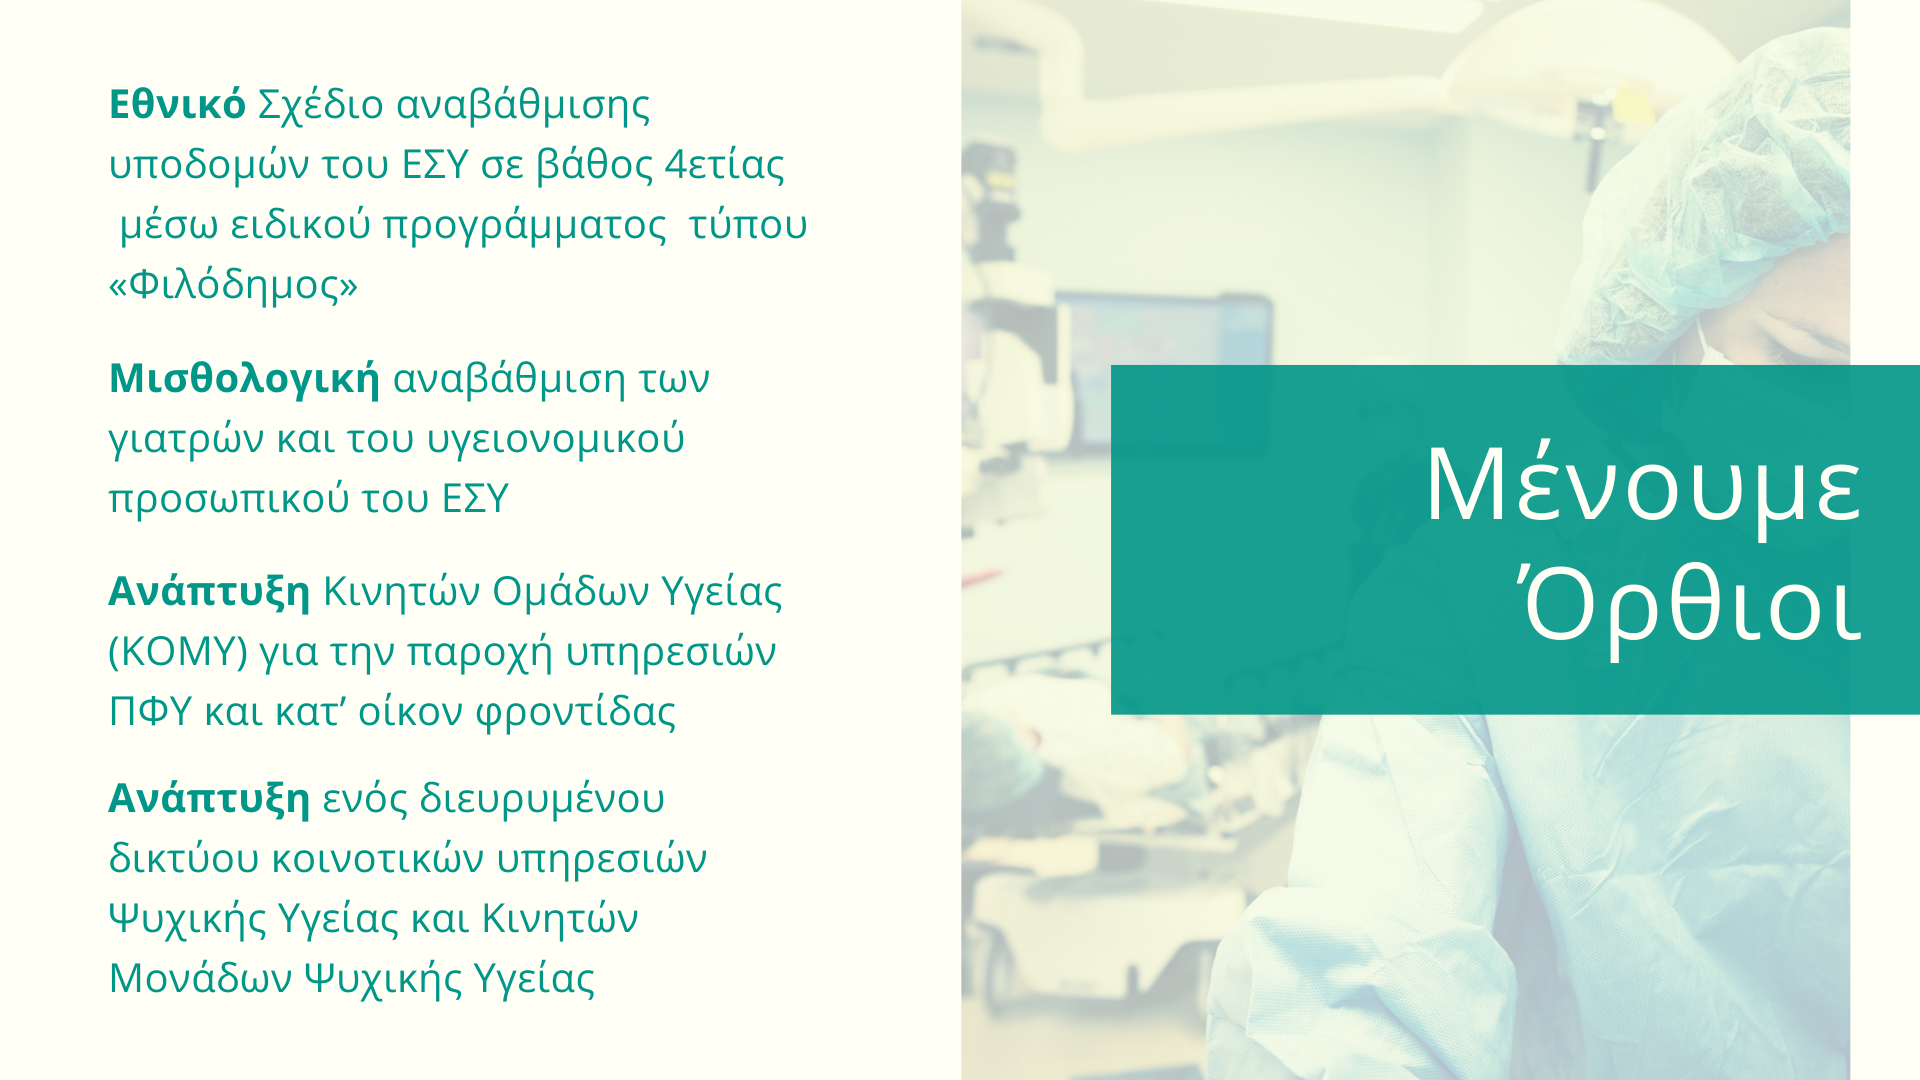 Εθνικό Σχέδιο αναβάθμισης
υποδομών του ΕΣΥ σε βάθος 4ετίας
μέσω ειδικού προγράμματος τύπου
«Φιλόδημος»
Μισθολογική αναβάθμιση των
γιατρών και του υγειονομικού
προσωπικού του ΕΣΥ
Ανάπτυξη Κινητών Ομάδων Υγείας
(ΚΟΜΥ) για την παροχή υπηρεσιών
ΠΦΥ και κατ’ οίκον φροντίδας
Ανάπτυξη ενός διευρυμένου
δικτύου κοινοτικών υπηρεσιών
Ψυχικής Υγείας και Κινητών
Μονάδων Ψυχικής Υγείας
Μένουμε
Όρθιοι